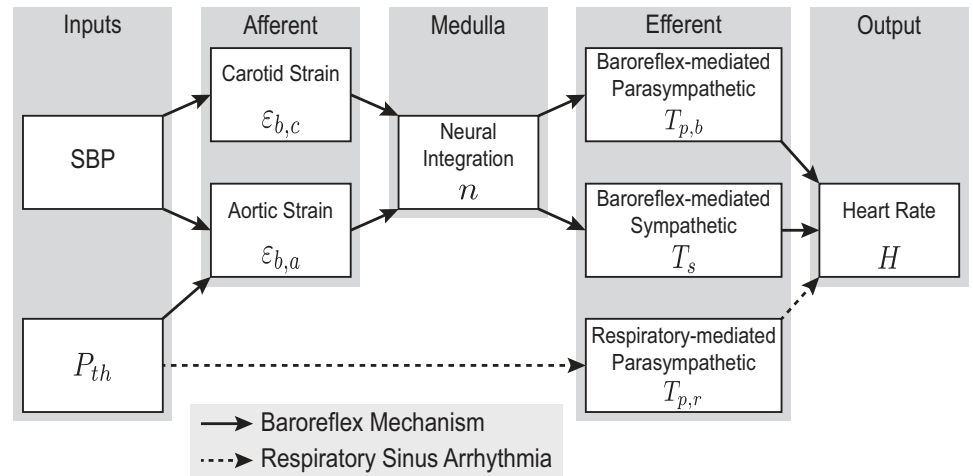 Inputs
Afferent
Medulla
Efferent
Output
SBP
P_{th}
Carotid Strain
ε_{b,c}
Aortic Strain
ε_{b,a}
Neural
Integration
n
Baroreflex-mediated
Parasympathetic
T_{p,b}
Baroreflex-mediated
Sympathetic
T_s
Respiratory-mediated
Parasympathetic
T_{p,r}
Heart Rate
H
Baroreflex Mechanism
Respiratory Sinus Arrhythmia